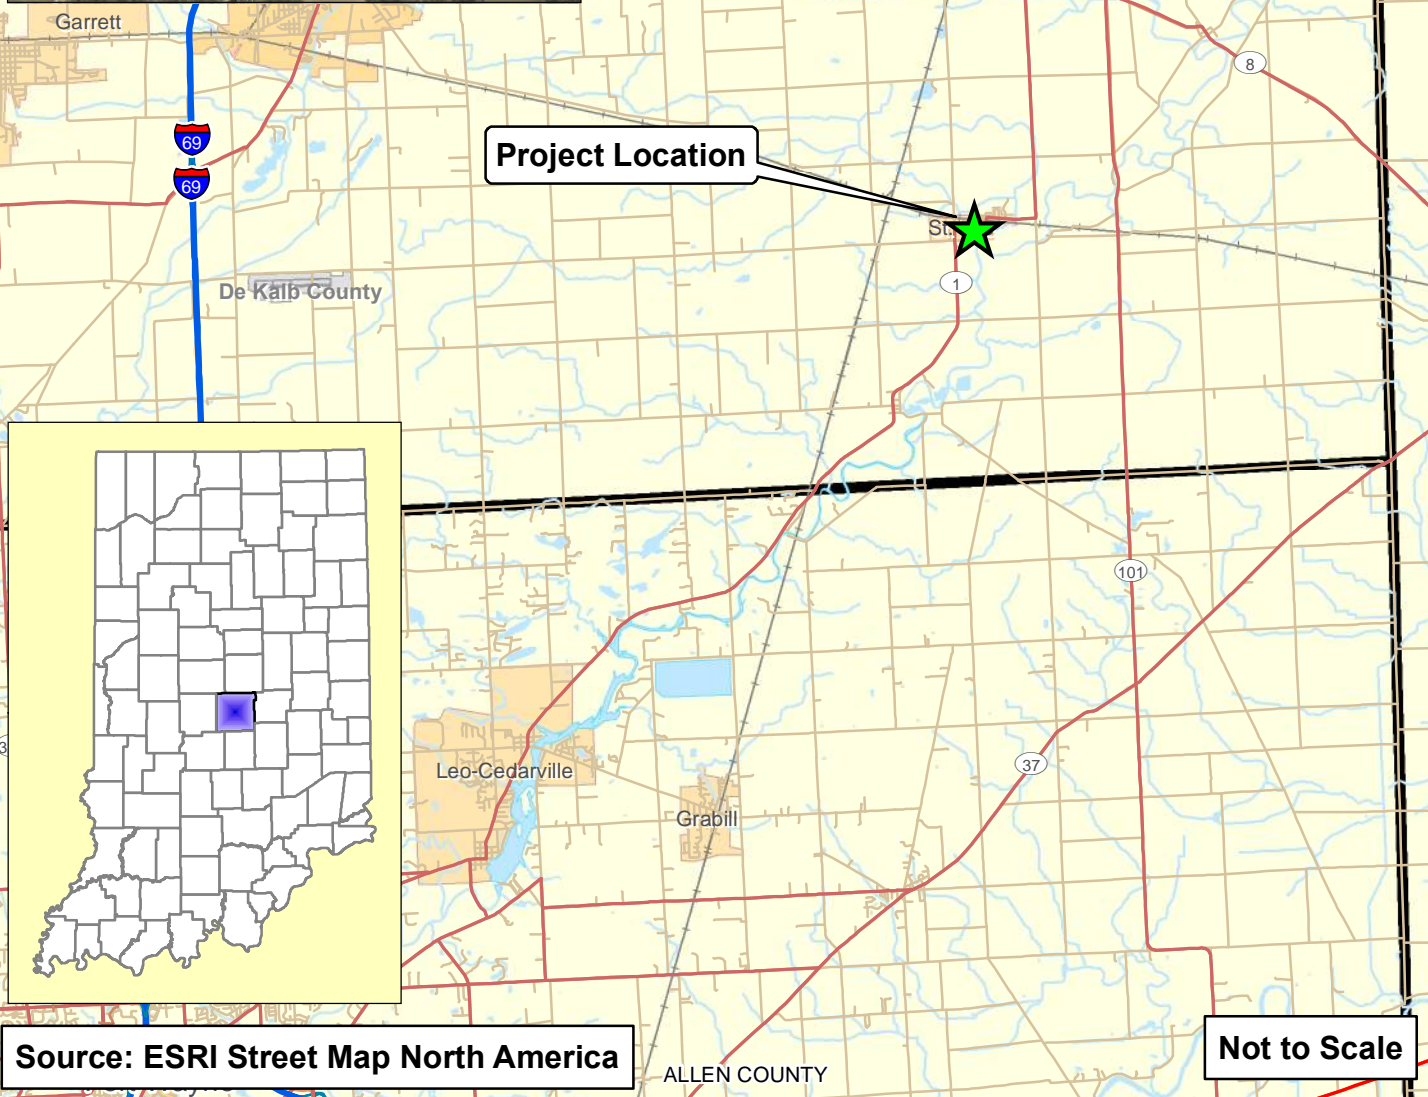 Garrett
8
69
Project Location
69
St.
1
De Kalb County
101
3
37
Leo-Cedarville
Grabill
Source: ESRI Street Map North America
Not to Scale
ALLEN COUNTY